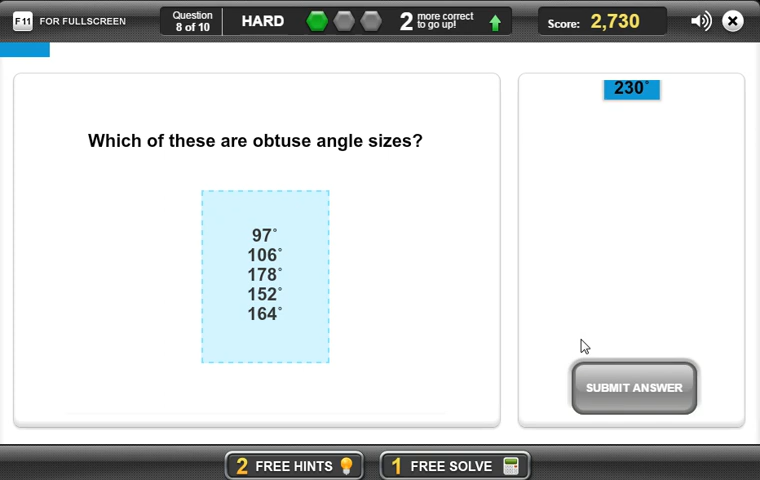 F11 FOR FULLSCREEN
Question
8 of 10
HARD
2 more correct
to go up!
Score: 2,730
Which of these are obtuse angle sizes?
97°
106°
178°
152°
164°
230°
SUBMIT ANSWER
2 FREE HINTS
1 FREE SOLVE